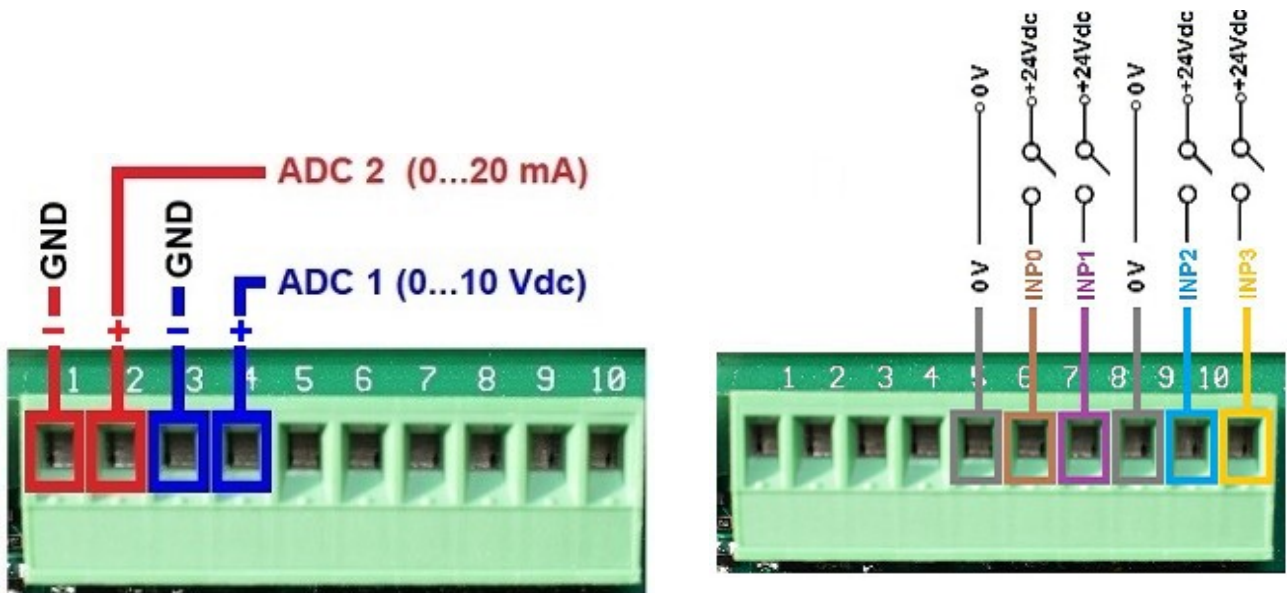 ADC 2 (0...20 mA)
GND
GND
ADC 1 (0...10 Vdc)
- + - +
1 2 3 4 5 6 7 8 9 10
0V +24Vdc +24Vdc 0V +24Vdc +24Vdc
0V INP0 INP1 0V INP2 INP3
1 2 3 4 5 6 7 8 9 10